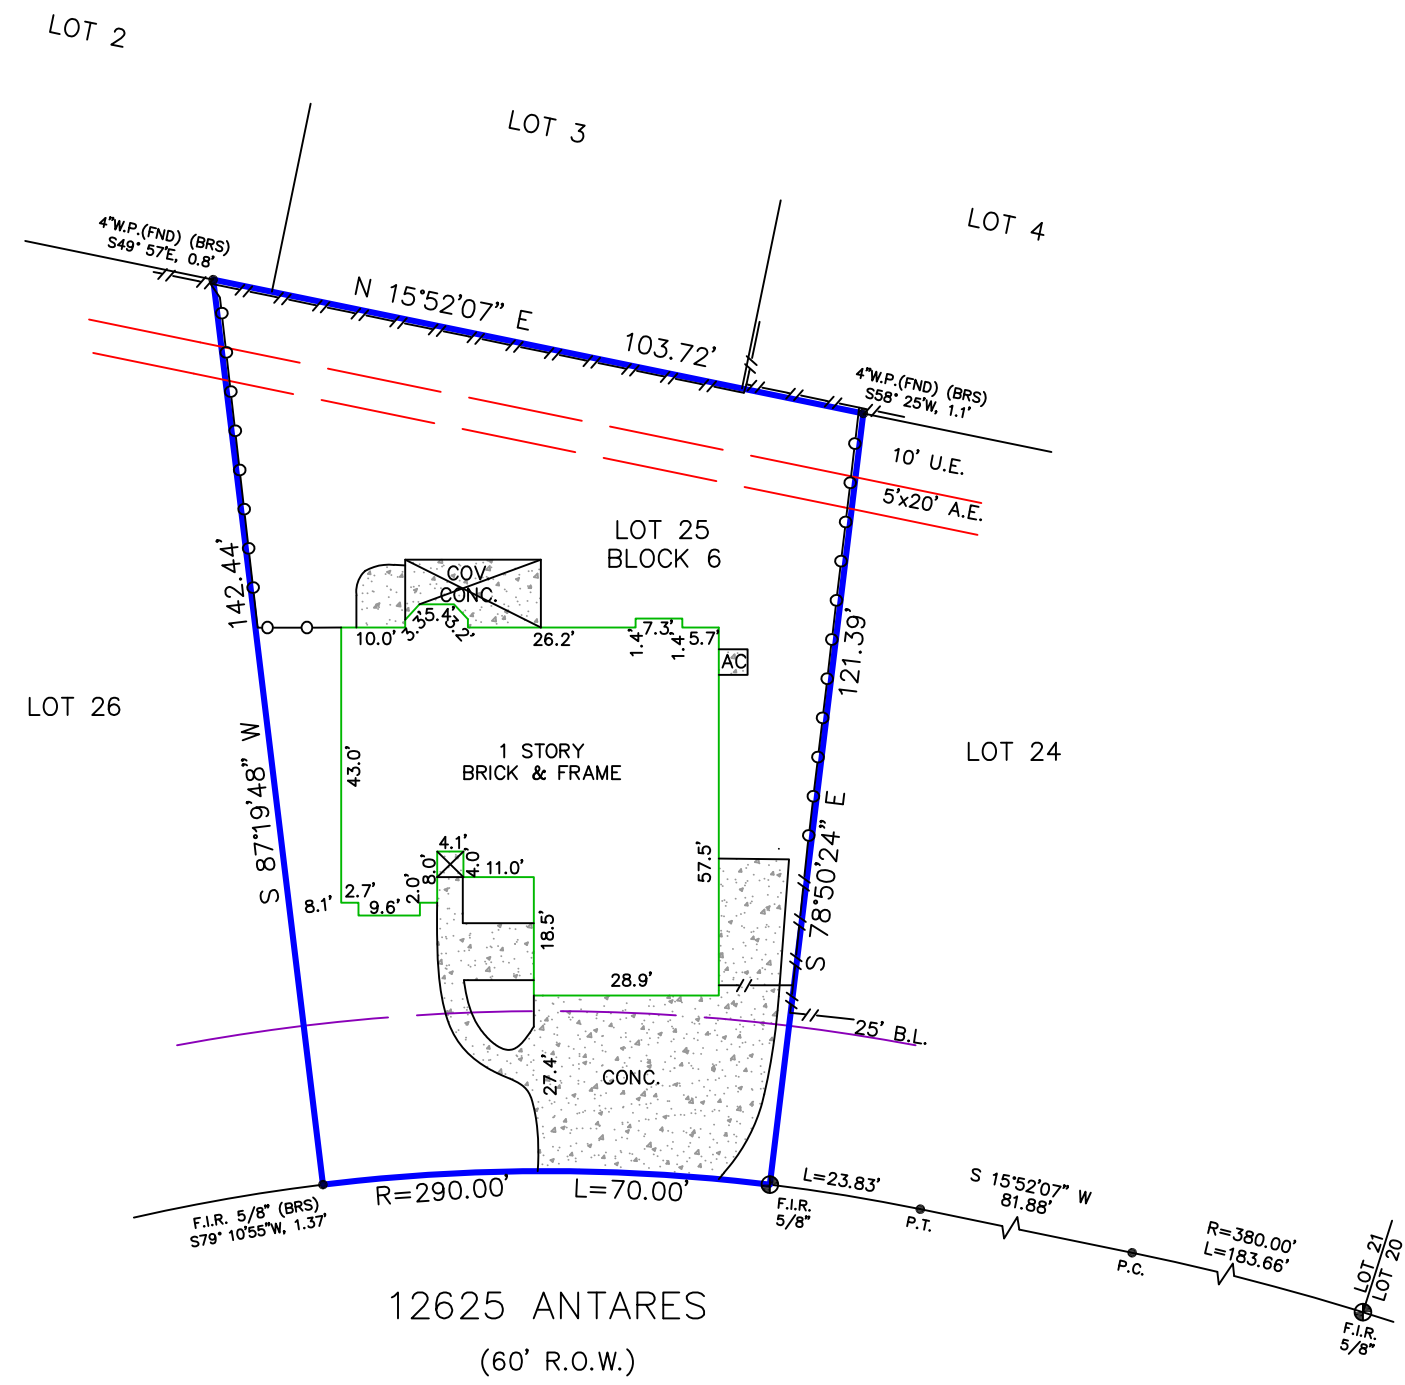 LOT 2
LOT 3
LOT 4
4"W.P.(FND) (BRS)
S49° 57'E, 0.8'
N 15°52'07" E
103.72'
4"W.P.(FND) (BRS)
S58° 25'W, 1.1'
10' U.E.
5'x20' A.E.
LOT 25
BLOCK 6
142.44'
COV.
CONC.
5.4'
3.3'
3.2'
10.0'
26.2'
1.4'
7.3'
1.4'
5.7'
AC
121.39'
LOT 26
S 87°19'48" W
43.0'
1 STORY
BRICK & FRAME
LOT 24
S 78°50'24" E
57.5'
4.1'
8.0'
4.0'
11.0'
2.7'
2.0'
8.1'
9.6'
18.5'
28.9'
25' B.L.
27.4'
CONC.
R=290.00'
L=70.00'
F.I.R. 5/8" (BRS)
S79° 10'55"W, 1.37'
F.I.R.
5/8"
L=23.83'
P.T.
S 15°52'07" W
81.88'
P.C.
R=380.00'
L=183.66'
LOT 21
LOT 20
F.I.R.
5/8"
12625 ANTARES
(60' R.O.W.)